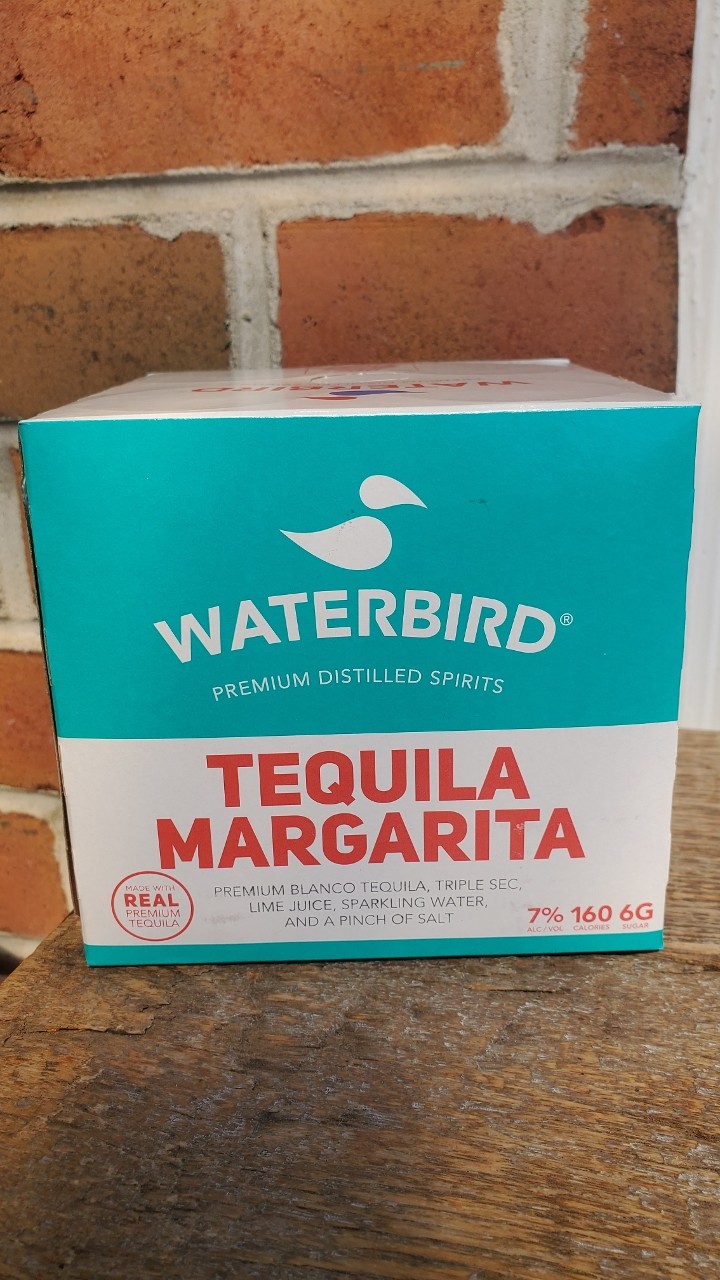 WATERBIRD
WATERBIRD®
PREMIUM DISTILLED SPIRITS
TEQUILA
MARGARITA
MADE WITH
REAL
PREMIUM
TEQUILA
PREMIUM BLANCO TEQUILA, TRIPLE SEC,
LIME JUICE, SPARKLING WATER,
AND A PINCH OF SALT
7% 160 6G
ALC / VOL CALORIES SUGAR